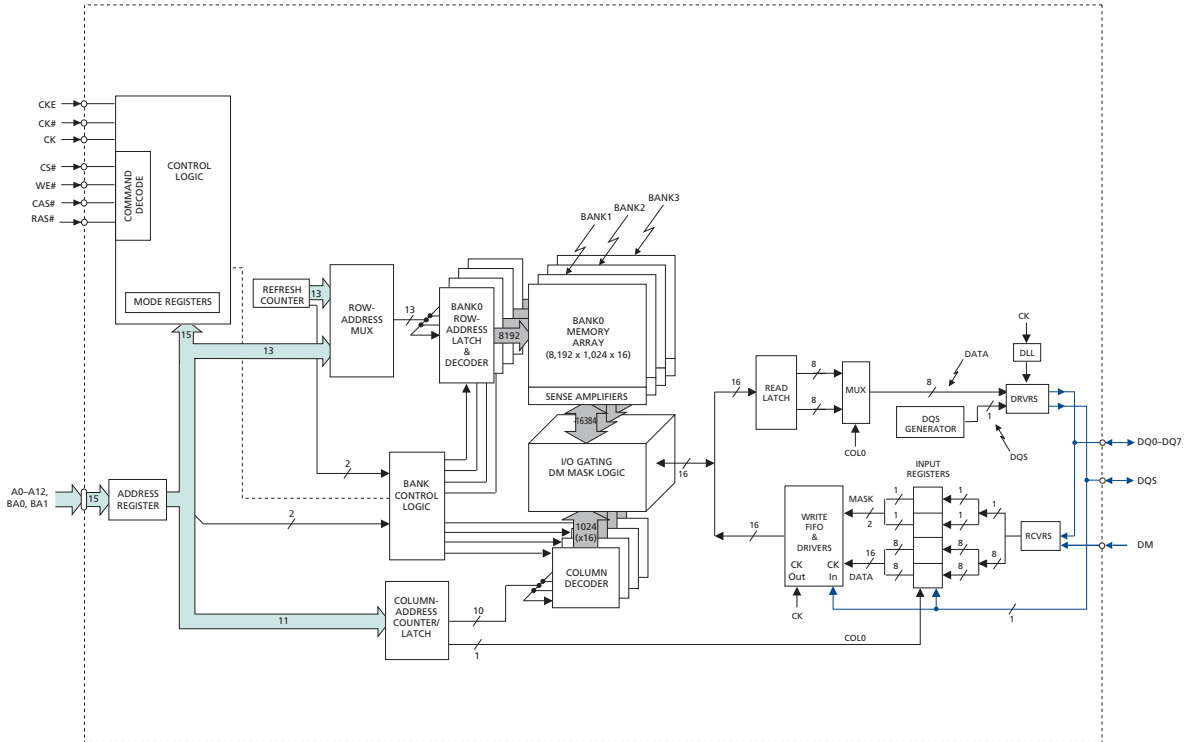 CKE
CK#
CK
CS#
WE#
CAS#
RAS#
COMMAND
DECODE
CONTROL
LOGIC
MODE REGISTERS
15
REFRESH
COUNTER
13
13
ROW-
ADDRESS
MUX
13
BANK0
ROW-
ADDRESS
LATCH
&
DECODER
8192
BANK1
BANK2
BANK3
BANK0
MEMORY
ARRAY
(8,192 x 1,024 x 16)
SENSE AMPLIFIERS
16384
I/O GATING
DM MASK LOGIC
16
2
2
BANK
CONTROL
LOGIC
1024
(x16)
COLUMN
DECODER
A0–A12,
BA0, BA1
15
ADDRESS
REGISTER
11
COLUMN-
ADDRESS
COUNTER/
LATCH
10
1
COL0
16
READ
LATCH
8
8
MUX
COL0
8
DATA
CK
DLL
DRVRS
DQS
GENERATOR
1
DQS
DQ0–DQ7
DQS
DM
INPUT
REGISTERS
16
WRITE
FIFO
&
DRIVERS
CK
Out
CK
In
CK
MASK
2
16
DATA
1
1
8
8
1
1
8
8
1
8
RCVRS
1